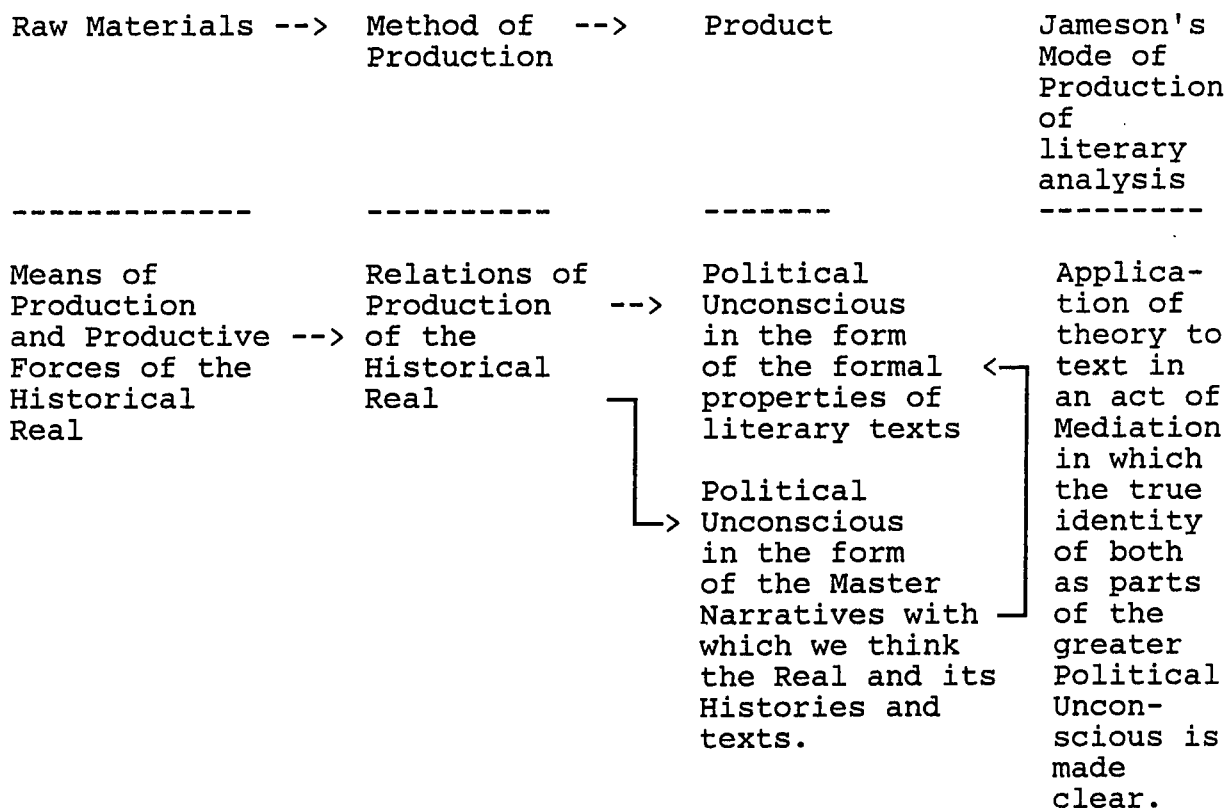 Raw Materials -->
Method of -->
Production
Product
Jameson's
Mode of
Production
of
literary
analysis
-------------
----------
-------
---------
Means of
Production
and Productive -->
Forces of the
Historical
Real
Relations of
Production -->
of the
Historical
Real
Political
Unconscious
in the form
of the formal
properties of
literary texts
Political
Unconscious
in the form
of the Master
Narratives with
which we think
the Real and its
Histories and
texts.
Applica-
tion of
theory to
text in
an act of
Mediation
in which
the true
identity
of both
as parts
of the
greater
Political
Uncon-
scious is
made
clear.